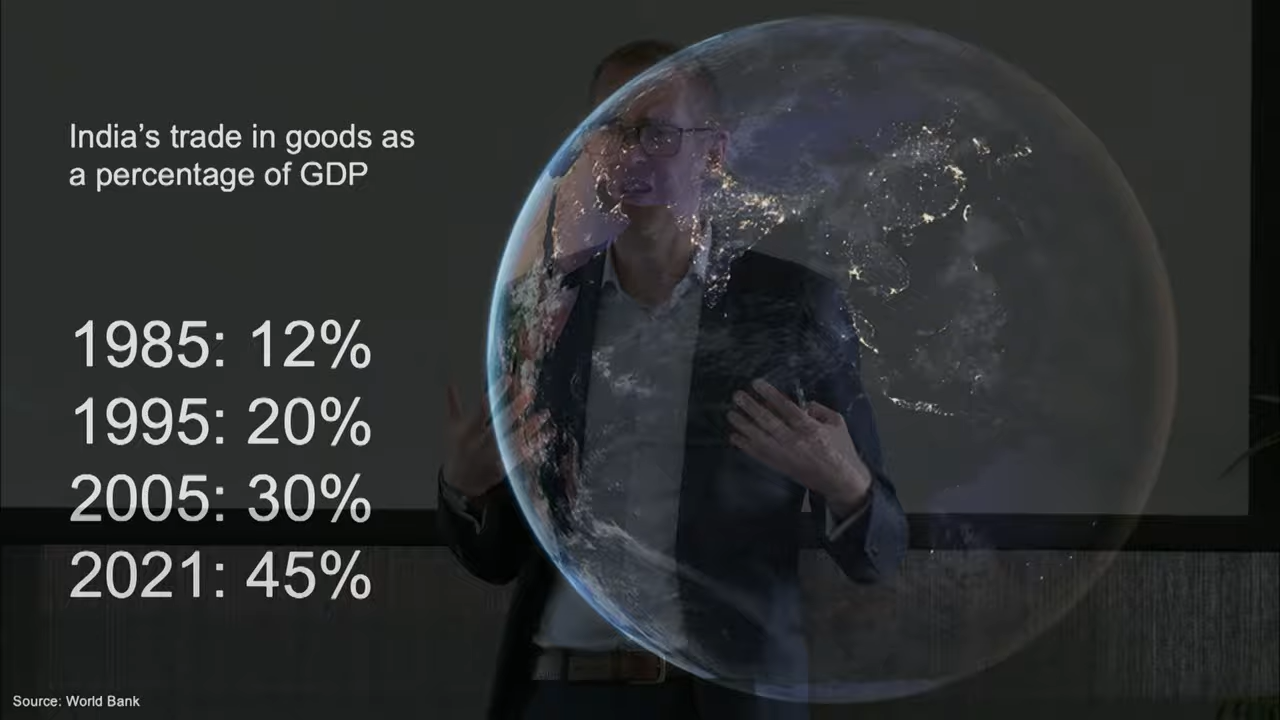 India’s trade in goods as
a percentage of GDP
1985: 12%
1995: 20%
2005: 30%
2021: 45%
Source: World Bank